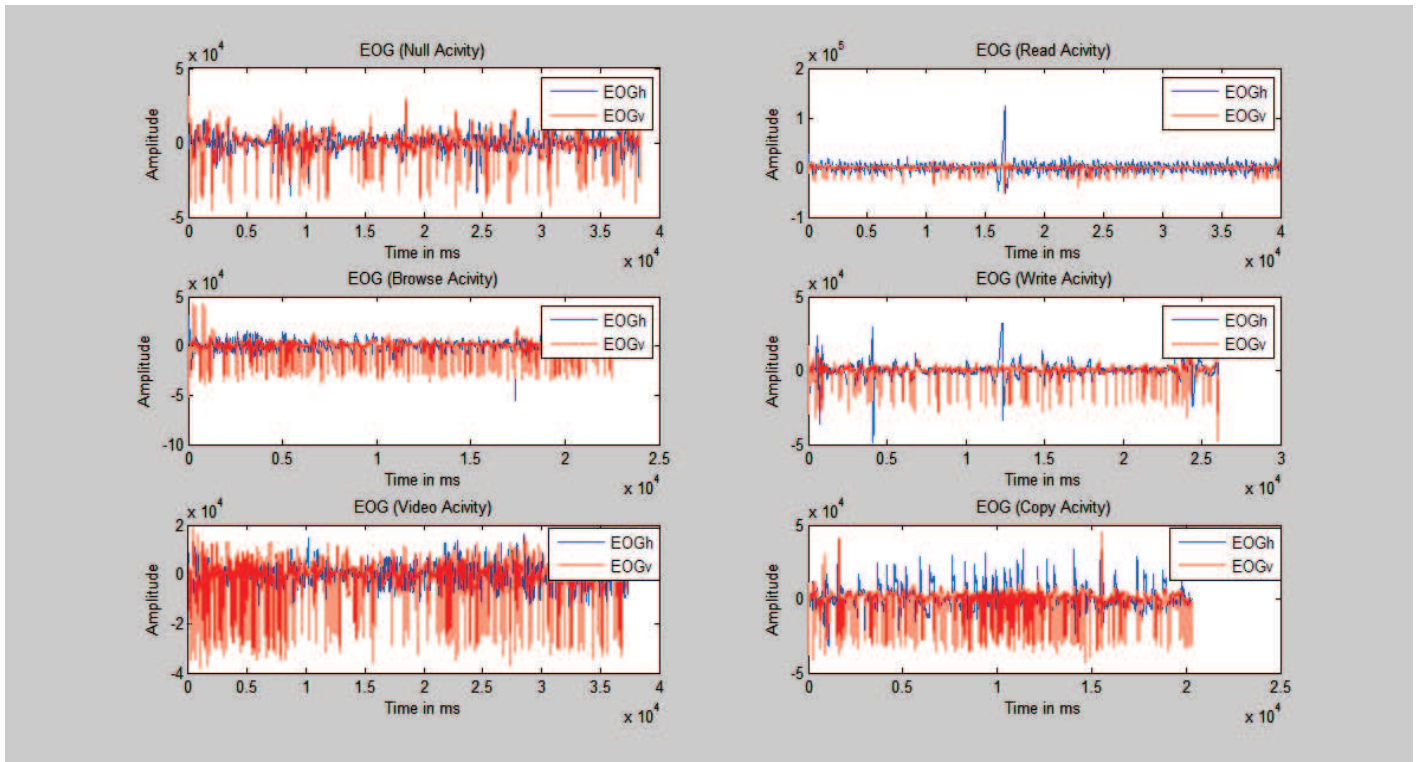 EOG (Null Acivity)
x 10^4
5
0
-5
Amplitude
EOGh
EOGv
0 0.5 1 1.5 2 2.5 3 3.5 4
Time in ms
x 10^4
EOG (Read Acivity)
x 10^5
2
1
0
-1
Amplitude
EOGh
EOGv
0 0.5 1 1.5 2 2.5 3 3.5 4
Time in ms
x 10^4
EOG (Browse Acivity)
x 10^4
5
0
-5
-10
Amplitude
EOGh
EOGv
0 0.5 1 1.5 2 2.5
Time in ms
x 10^4
EOG (Write Acivity)
x 10^4
5
0
-5
Amplitude
EOGh
EOGv
0 0.5 1 1.5 2 2.5 3
Time in ms
x 10^4
EOG (Video Acivity)
x 10^4
2
0
-2
-4
Amplitude
EOGh
EOGv
0 0.5 1 1.5 2 2.5 3 3.5 4
Time in ms
x 10^4
EOG (Copy Acivity)
x 10^4
5
0
-5
Amplitude
EOGh
EOGv
0 0.5 1 1.5 2 2.5
Time in ms
x 10^4